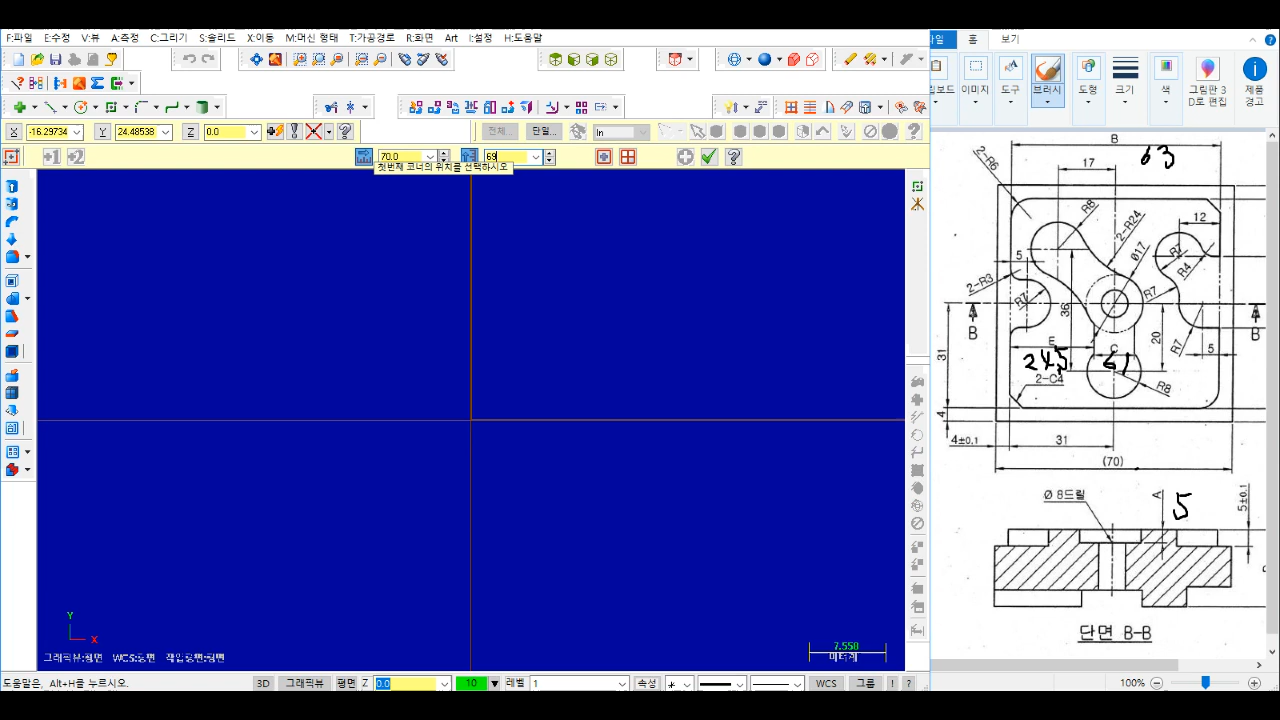 F:파일 E:수정 V:뷰 A:측정 C:그리기 S:솔리드 X:이동 M:머신 형태 T:가공경로 R:화면 Art I:설정 H:도움말
X -16.29734 Y 24.48538 Z 0.0 전체... 단일... In
+1 +2 70.0 69
첫번째 코너의 위치를 선택하시오
Y
X
그래픽뷰:평면 WCS:평면 작업평면:평면
7.558
미터계
도움말은, Alt+H를 누르시오. 3D 그래픽뷰 평면 Z 0.0 10 레벨 1 속성 WCS 그룹 ! ?
파일 홈 보기
이미지 도구 브러시 도형 크기 색 그림판 3D로 편집 제품 경고
B
63
2-R6
17
R8
2-R24
Ø17
12
R7
R4
5
2-R3
R7
R7
36
B
B
20
31
E
C
245
61
R7
5
2-C4
R8
4
4±0.1
31
(70)
Ø 8드릴
A
5
5±0.1
단면 B-B
100%